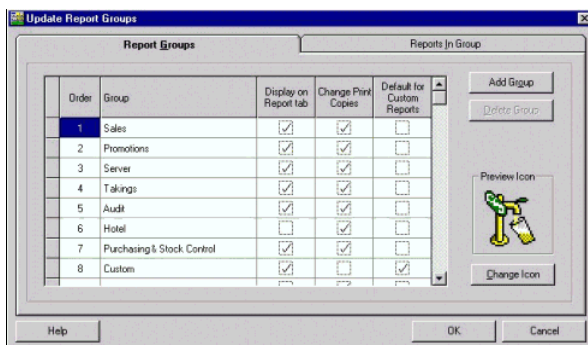 Update Report Groups
Report Groups
Reports In Group
Order Group Display on Report tab Change Print Copies Default for Custom Reports
1 Sales
2 Promotions
3 Server
4 Takings
5 Audit
6 Hotel
7 Purchasing & Stock Control
8 Custom
Add Group
Delete Group
Preview Icon
Change Icon
Help
OK
Cancel